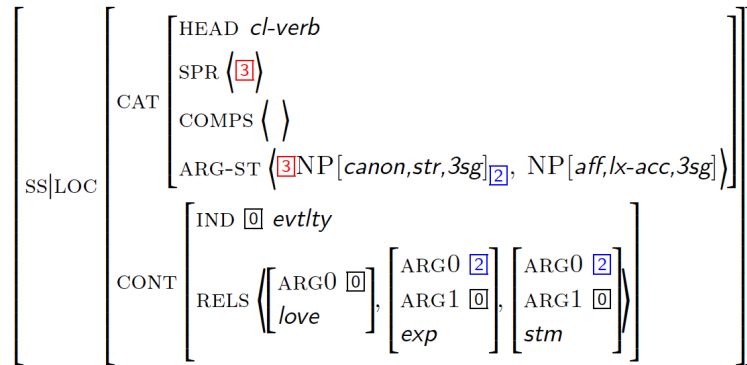 HEAD cl-verb
SPR ⟨3⟩
CAT
COMPS ⟨ ⟩
ARG-ST ⟨3NP[canon,str,3sg]2, NP[aff,lx-acc,3sg]⟩
SS|LOC
IND 0 evtlty
CONT
RELS ⟨[ARG0 0 love], [ARG0 2 ARG1 0 exp], [ARG0 2 ARG1 0 stm]⟩